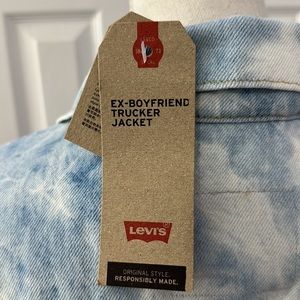 EX-BOYFRIEND
TRUCKER
JACKET
LEVI'S
ORIGINAL STYLE.
RESPONSIBLY MADE.